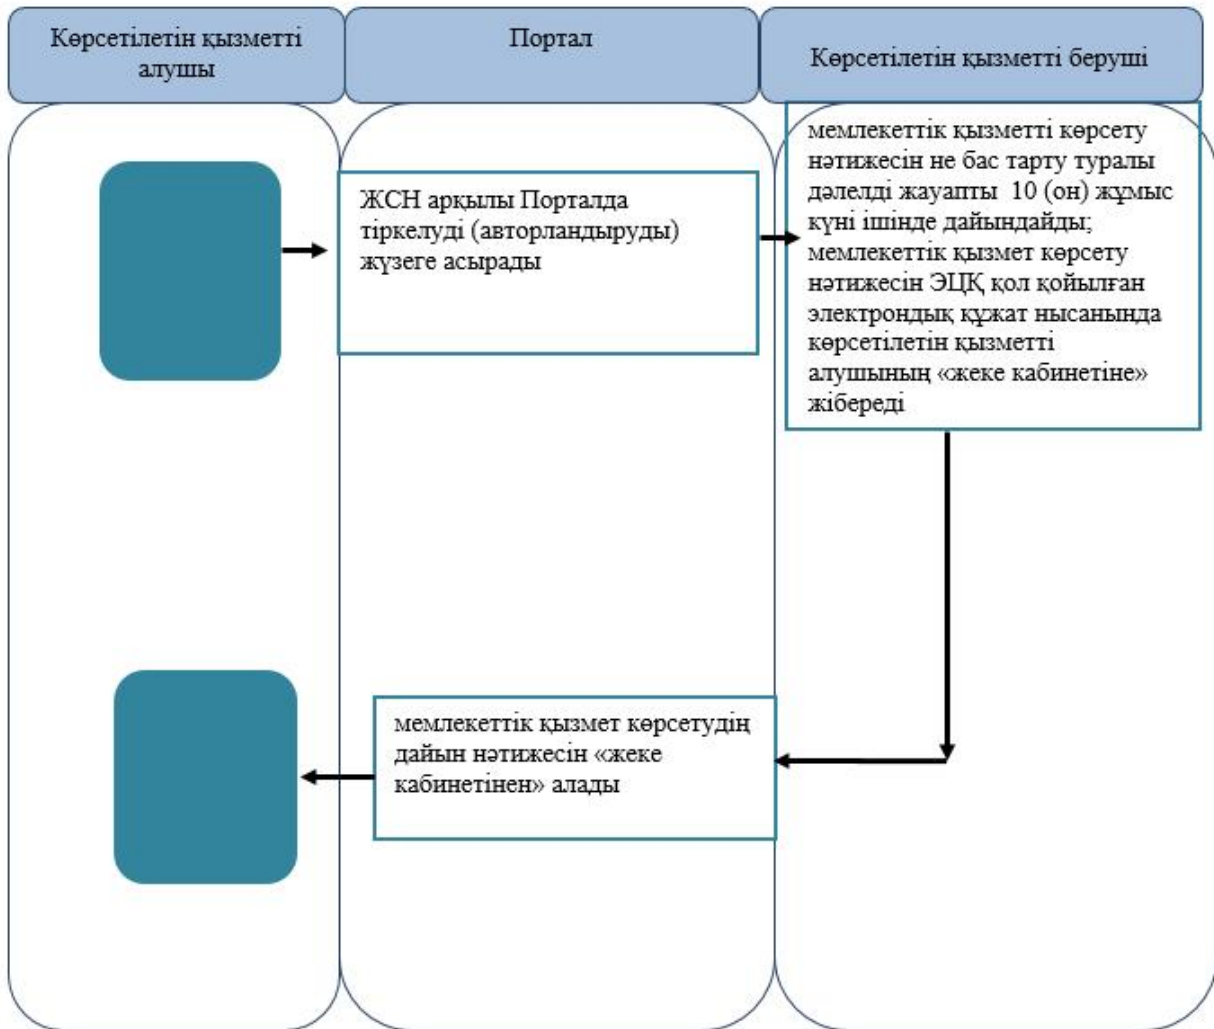 Көрсетілетін қызметті
алушы
Портал
Көрсетілетін қызметті беруші
ЖСН арқылы Порталда
тіркелуді (авторландыруды)
жүзеге асырады
мемлекеттік қызметті көрсету
нәтижесін не бас тарту туралы
дәлелді жауапты 10 (он) жұмыс
күні ішінде дайындайды;
мемлекеттік қызмет көрсету
нәтижесін ЭЦҚ қол қойылған
электрондық құжат нысанында
көрсетілетін қызметті
алушының «жеке кабинетіне»
жібереді
мемлекеттік қызмет көрсетудің
дайын нәтижесін «жеке
кабинетінен» алады